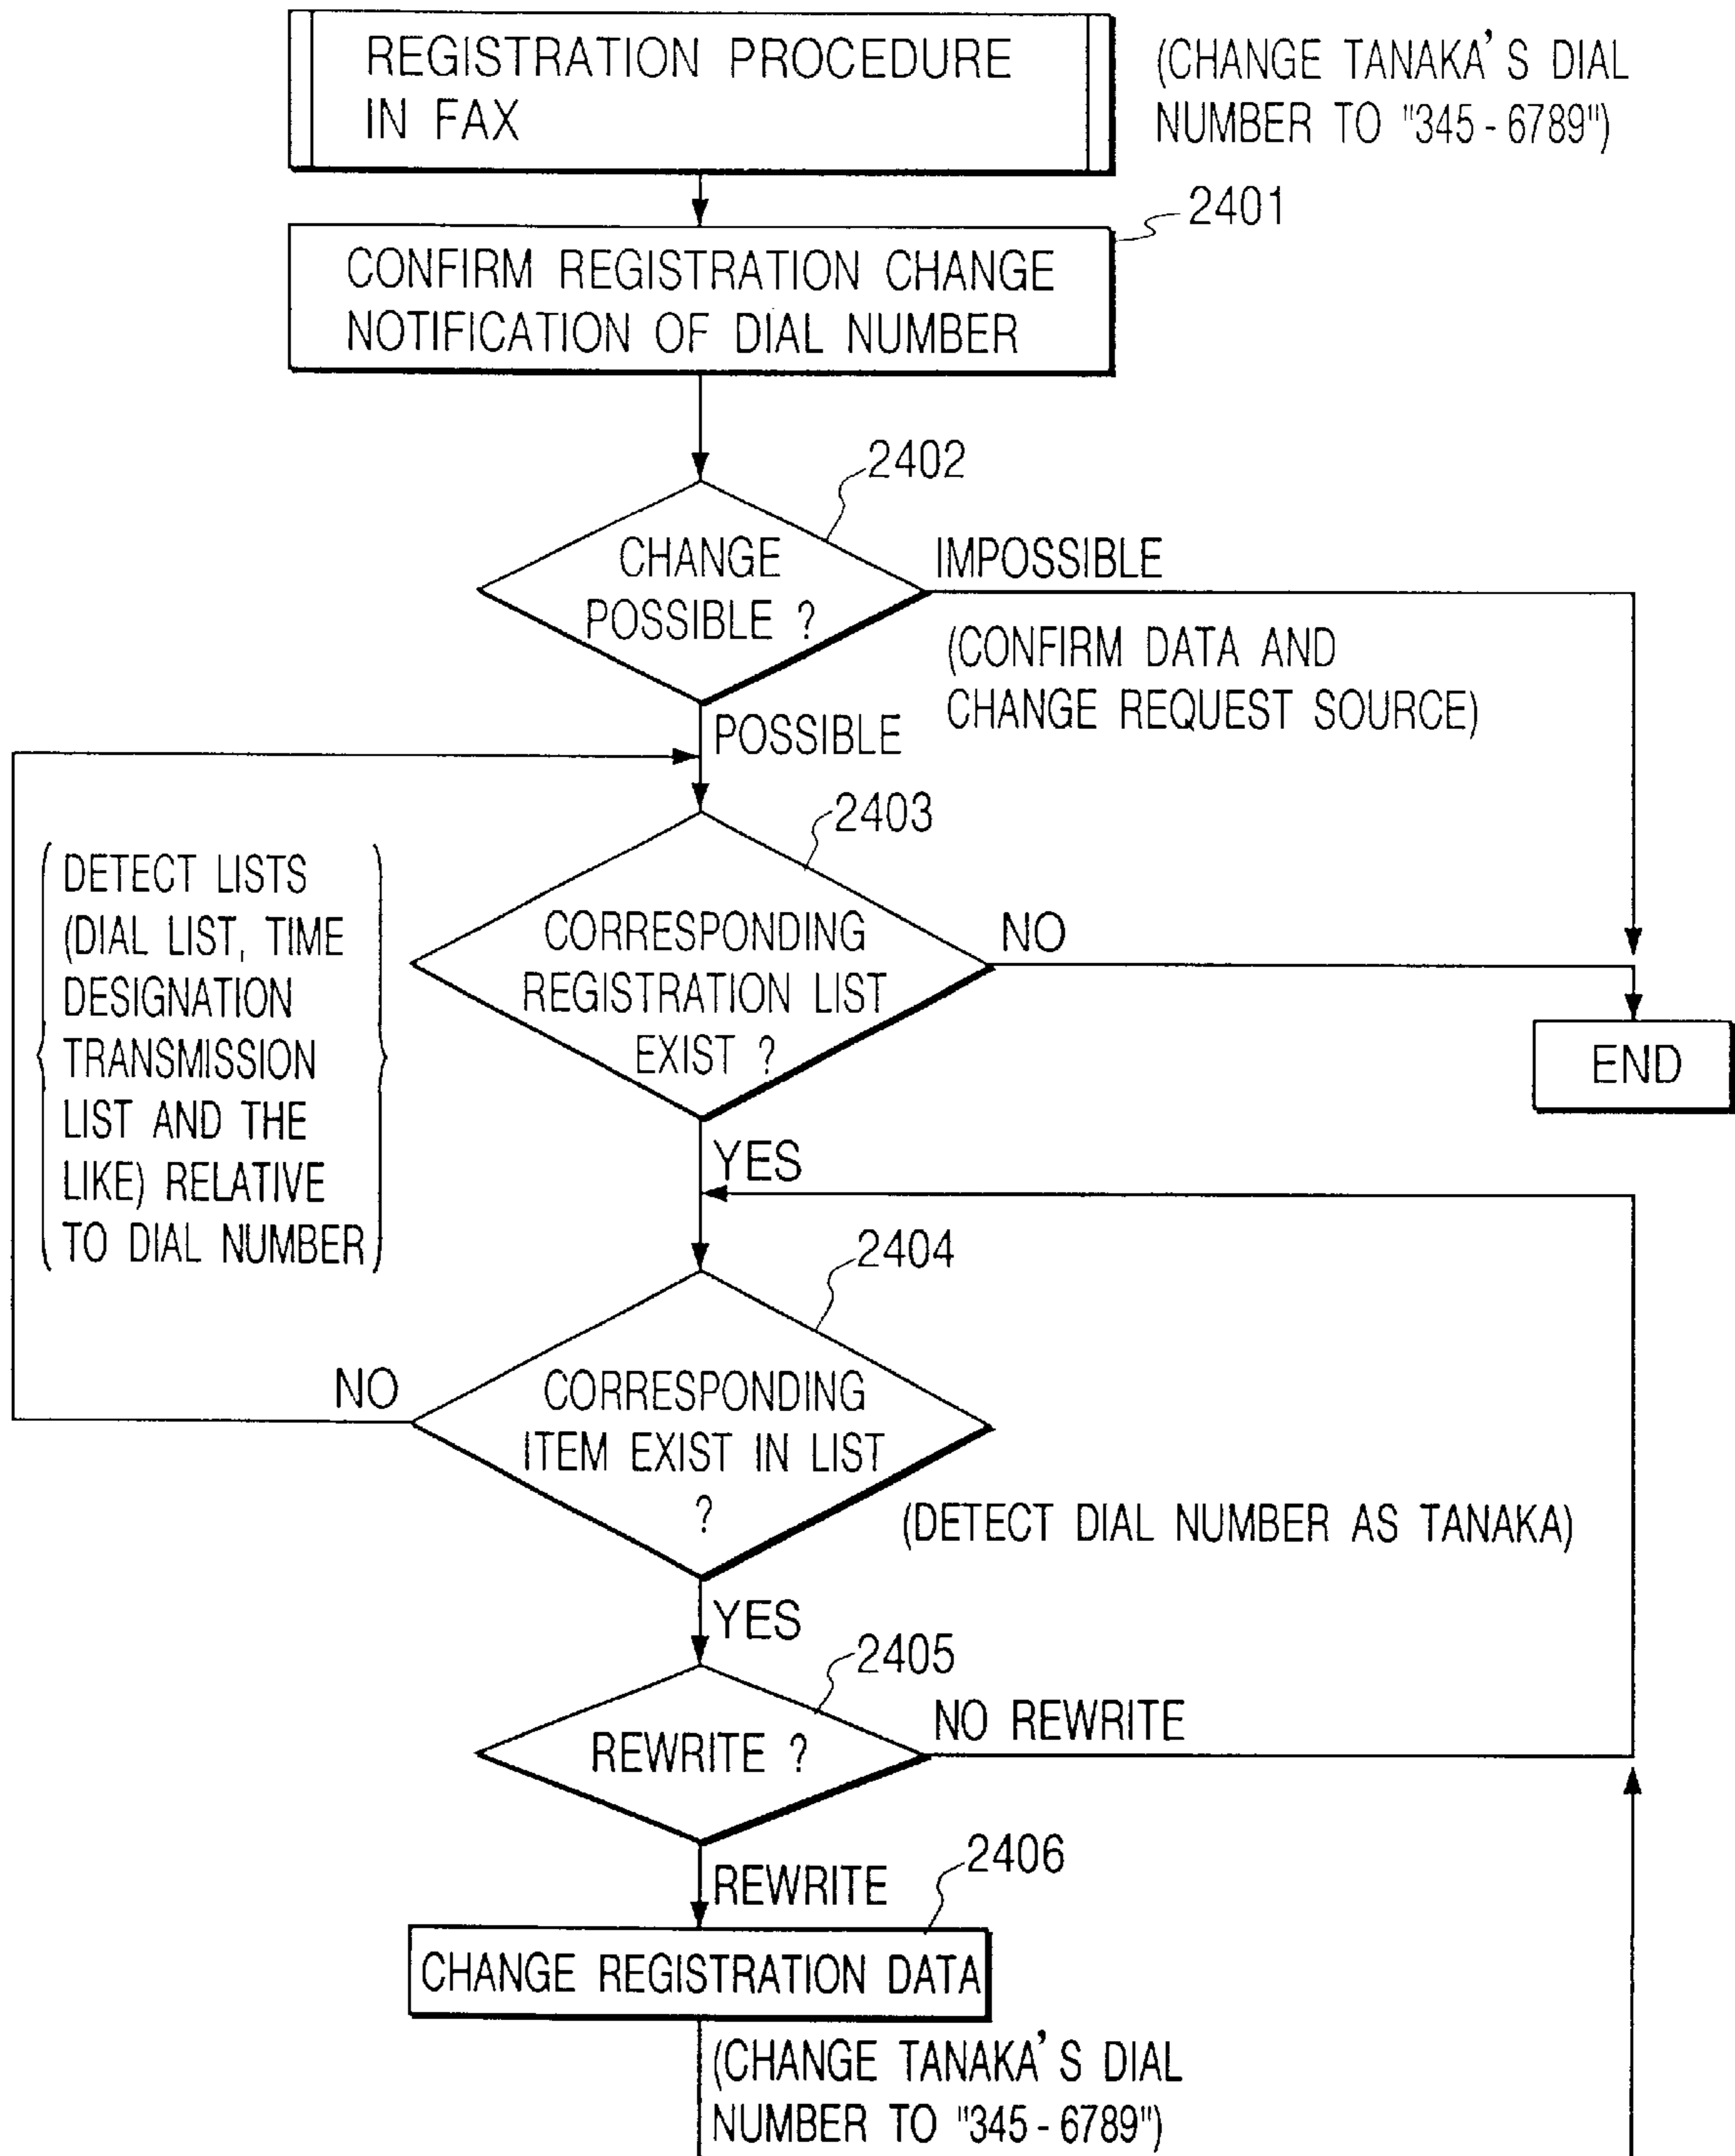 REGISTRATION PROCEDURE
IN FAX
(CHANGE TANAKA'S DIAL
NUMBER TO "345-6789")
2401
CONFIRM REGISTRATION CHANGE
NOTIFICATION OF DIAL NUMBER
2402
CHANGE
POSSIBLE ?
IMPOSSIBLE
(CONFIRM DATA AND
CHANGE REQUEST SOURCE)
POSSIBLE
2403
DETECT LISTS
(DIAL LIST, TIME
DESIGNATION
TRANSMISSION
LIST AND THE
LIKE) RELATIVE
TO DIAL NUMBER
CORRESPONDING
REGISTRATION LIST
EXIST ?
NO
END
YES
2404
NO
CORRESPONDING
ITEM EXIST IN LIST
?
(DETECT DIAL NUMBER AS TANAKA)
YES
2405
REWRITE ?
NO REWRITE
2406
REWRITE
CHANGE REGISTRATION DATA
(CHANGE TANAKA'S DIAL
NUMBER TO "345-6789")